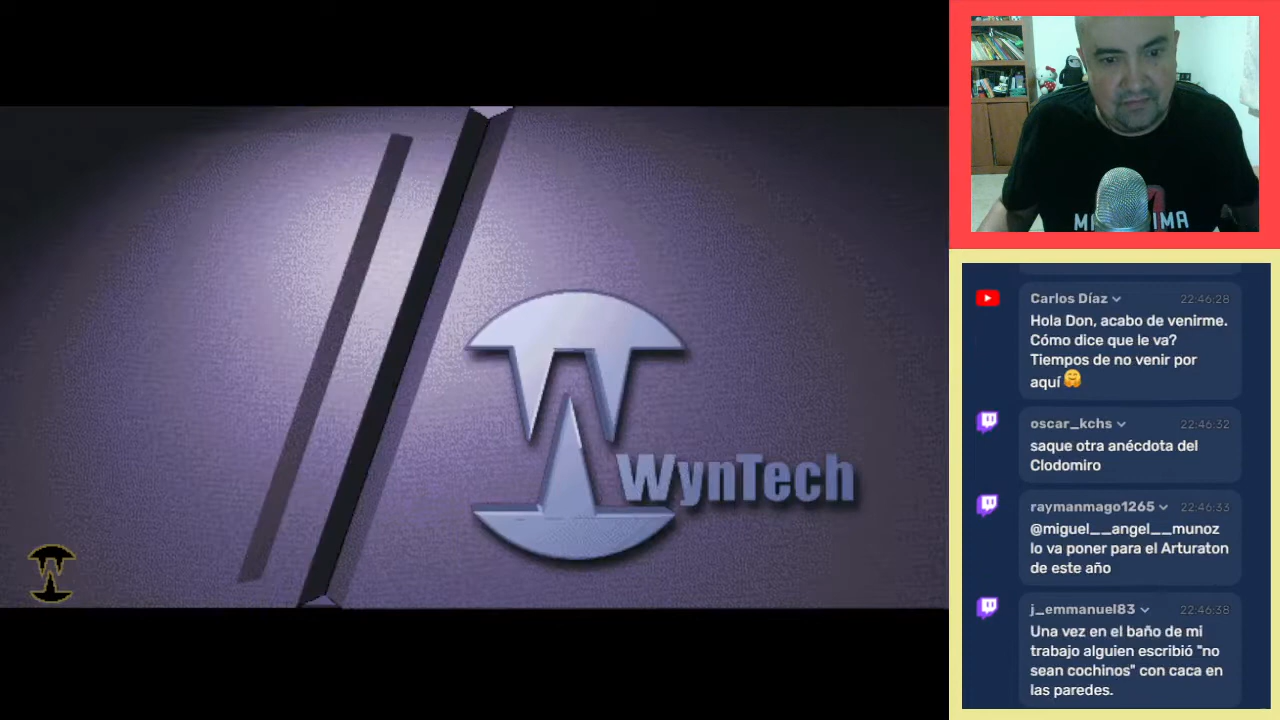 WynTech
Carlos Díaz
22:46:28
Hola Don, acabo de venirme.
Cómo dice que le va?
Tiempos de no venir por
aquí
oscar_kchs
22:46:32
saque otra anécdota del
Clodomiro
raymanmago1265
22:46:33
@miguel__angel__munoz
lo va poner para el Arturaton
de este año
j_emmanuel83
22:46:38
Una vez en el baño de mi
trabajo alguien escribió "no
sean cochinos" con caca en
las paredes.